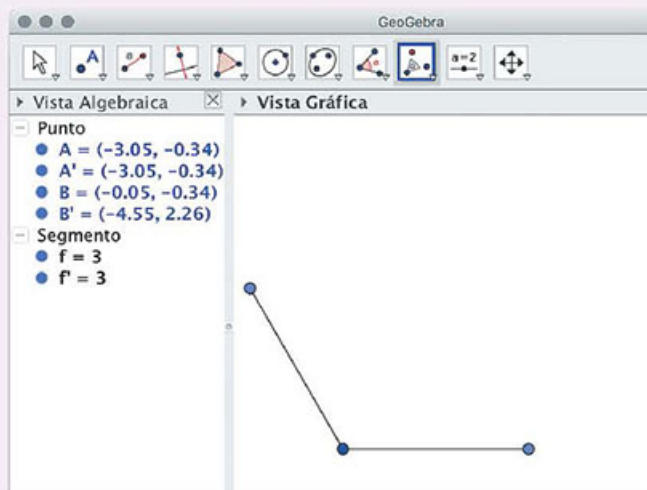 GeoGebra
A
a=2
Vista Algebraica
Vista Gráfica
Punto
A = (-3.05, -0.34)
A' = (-3.05, -0.34)
B = (-0.05, -0.34)
B' = (-4.55, 2.26)
Segmento
f = 3
f' = 3